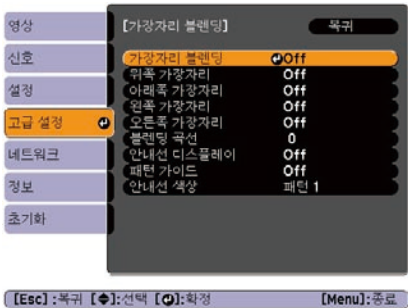 영상
신호
설정
고급 설정
네트워크
정보
초기화
[가장자리 블렌딩] 복귀
가장자리 블렌딩 Off
위쪽 가장자리 Off
아래쪽 가장자리 Off
왼쪽 가장자리 Off
오른쪽 가장자리 Off
블렌딩 곡선 0
안내선 디스플레이 Off
패턴 가이드 Off
안내선 색상 패턴 1
[Esc] :복귀 [◆]:선택 [↵]:확정 [Menu]:종료